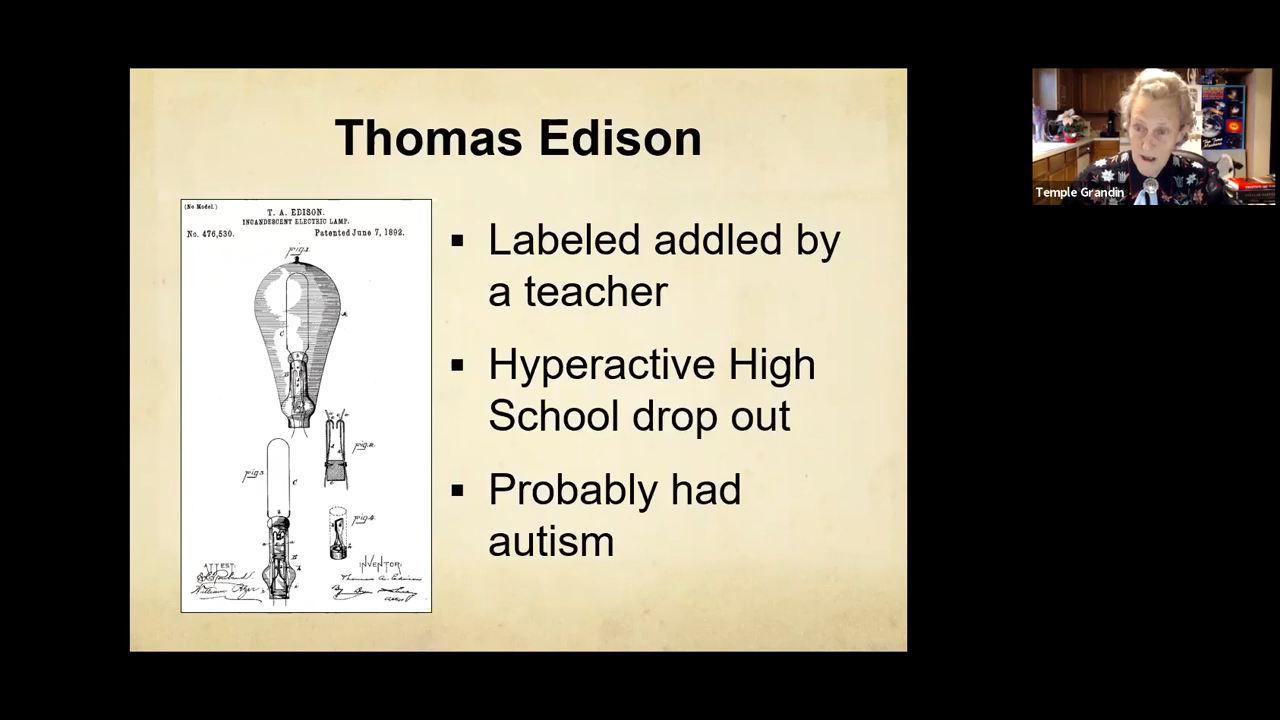 Thomas Edison
(No Model.)
T. A. EDISON.
INCANDESCENT ELECTRIC LAMP.
No. 476,530.
Patented June 7, 1892.
Fig.1
Fig.2.
Fig.3
Fig.4.
ATTEST:
INVENTOR:
▪ Labeled addled by
a teacher
▪ Hyperactive High
School drop out
▪ Probably had
autism
Temple Grandin